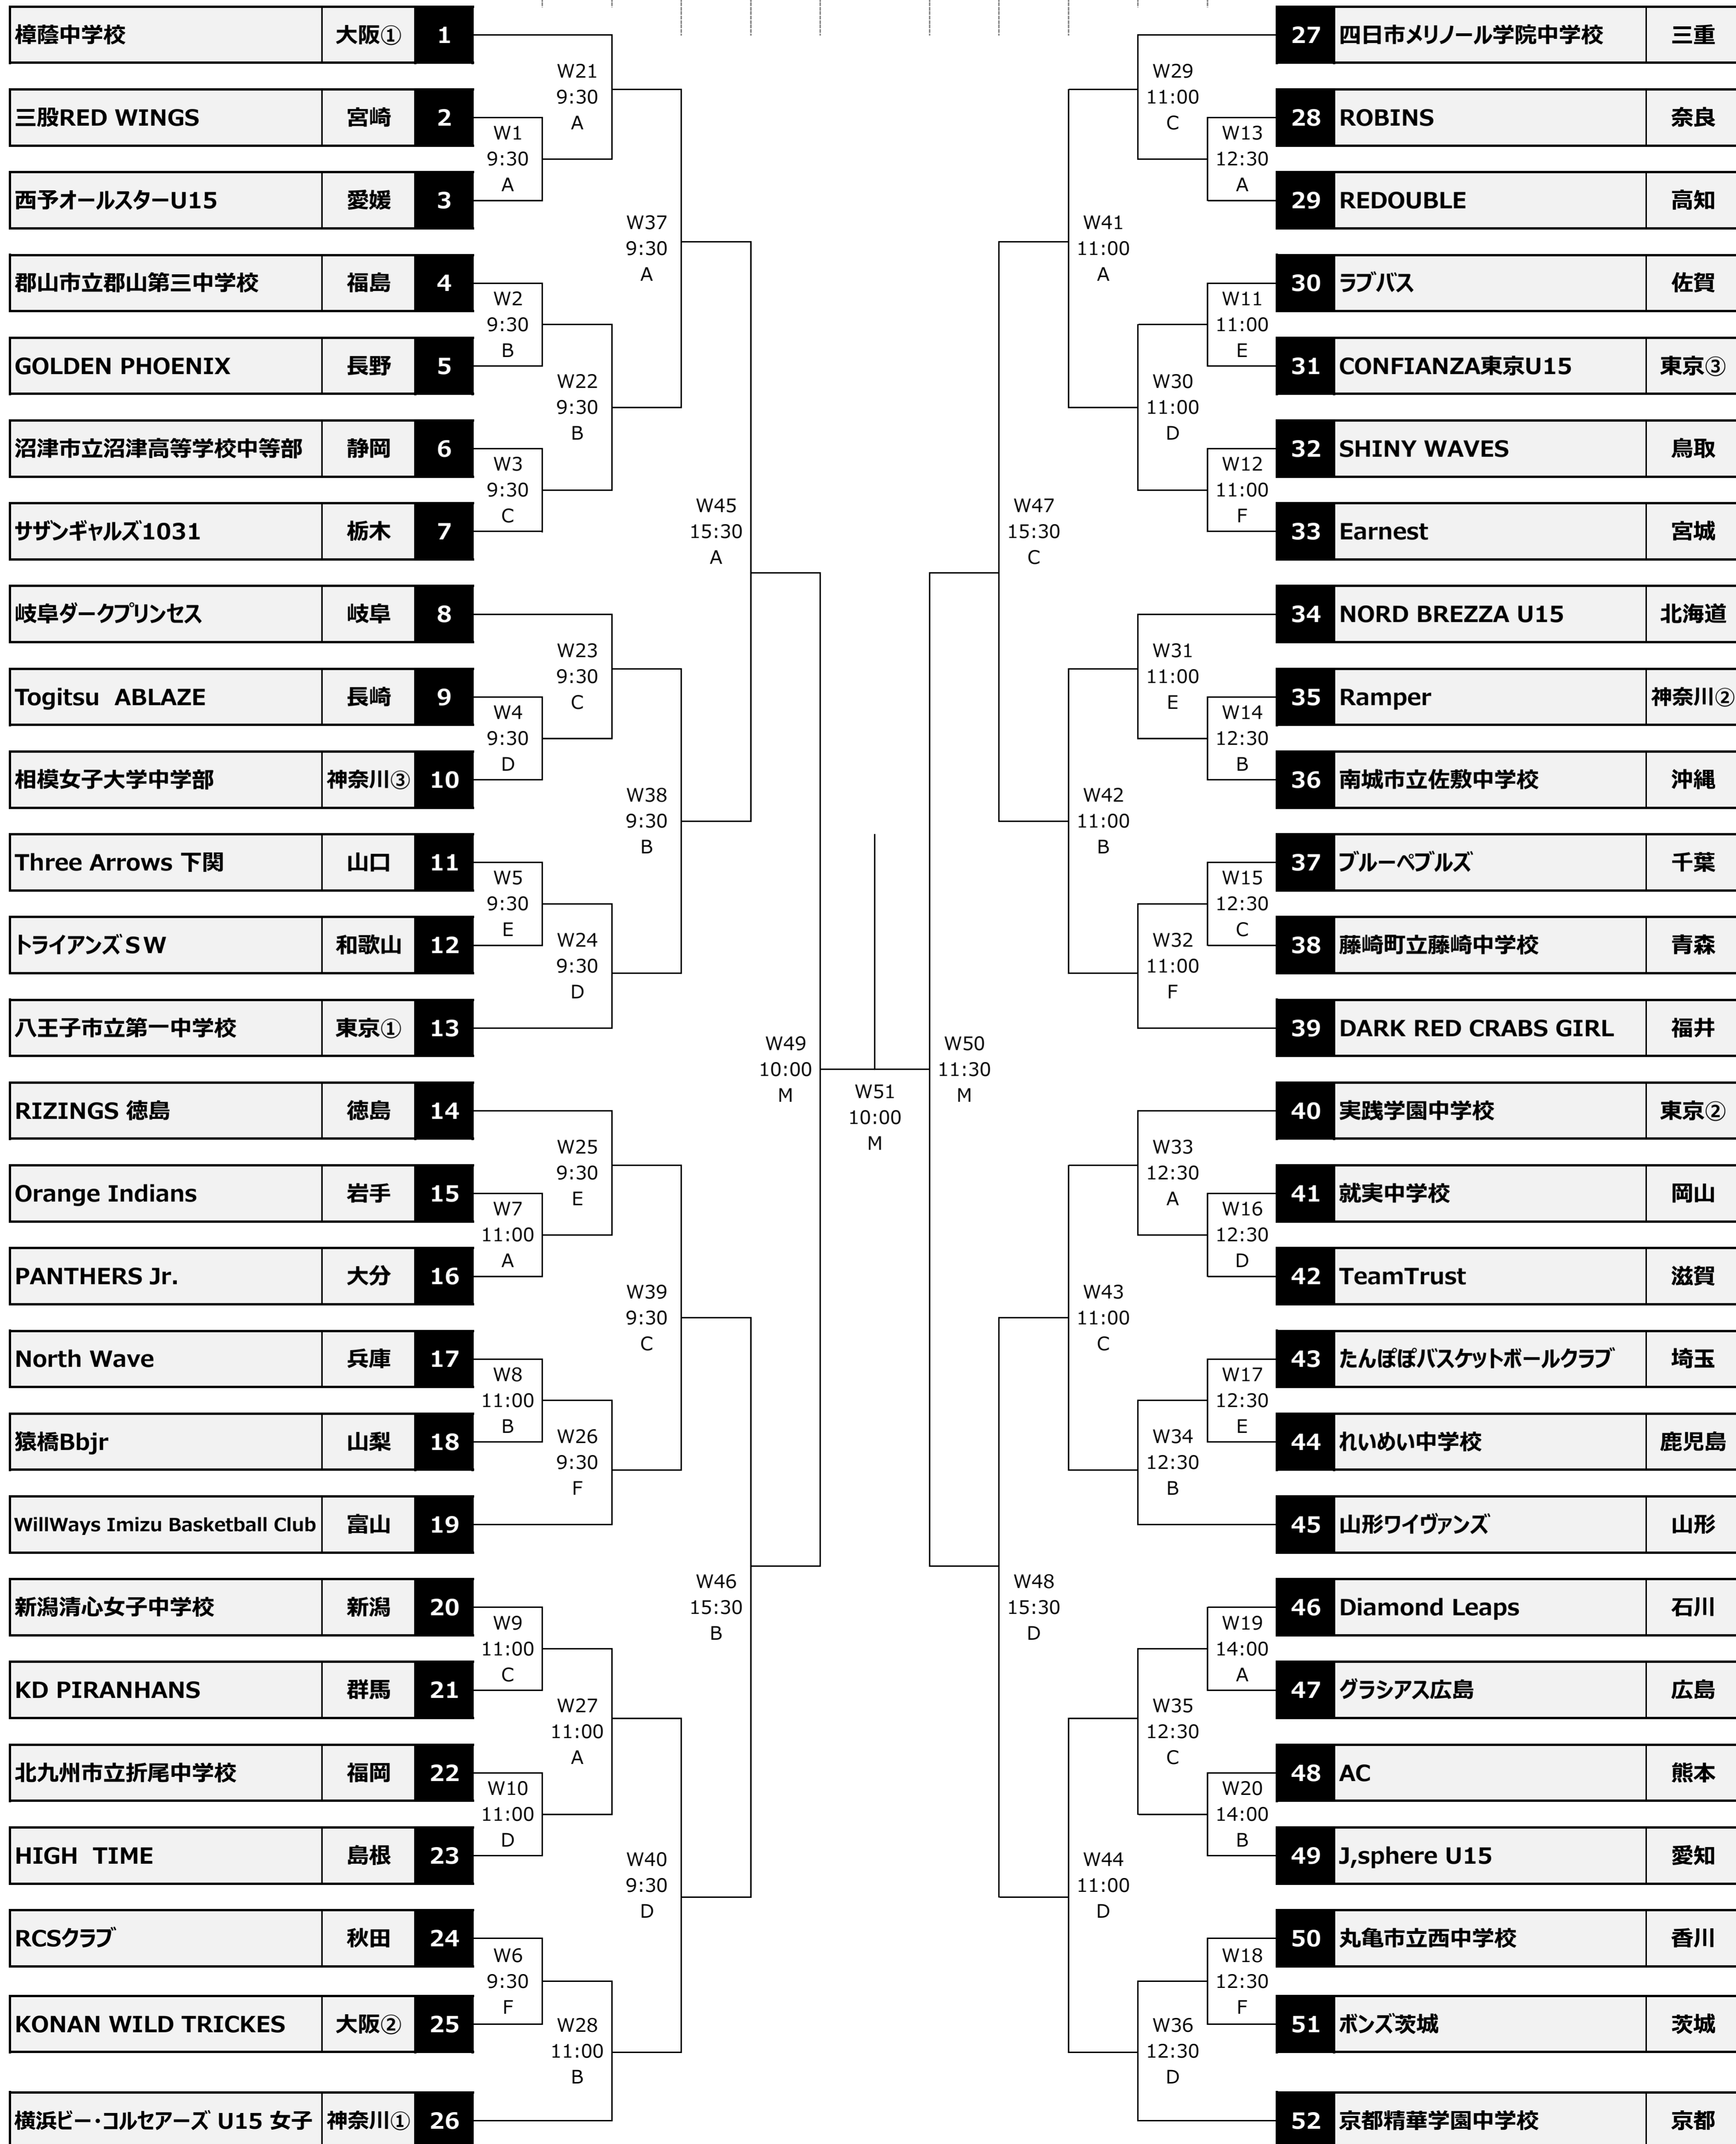 樟蔭中学校 大阪① 1
三股RED WINGS 宮崎 2
西予オールスターU15 愛媛 3
郡山市立郡山第三中学校 福島 4
GOLDEN PHOENIX 長野 5
沼津市立沼津高等学校中等部 静岡 6
サザンギャルズ1031 栃木 7
岐阜ダークプリンセス 岐阜 8
Togitsu ABLAZE 長崎 9
相模女子大学中学部 神奈川③ 10
Three Arrows 下関 山口 11
トライアンズＳＷ 和歌山 12
八王子市立第一中学校 東京① 13
RIZINGS 徳島 徳島 14
Orange Indians 岩手 15
PANTHERS Jr. 大分 16
North Wave 兵庫 17
猿橋Bbjr 山梨 18
WillWays Imizu Basketball Club 富山 19
新潟清心女子中学校 新潟 20
KD PIRANHANS 群馬 21
北九州市立折尾中学校 福岡 22
HIGH TIME 島根 23
RCSクラブ 秋田 24
KONAN WILD TRICKES 大阪② 25
横浜ビー・コルセアーズ U15 女子 神奈川① 26
W1
9:30
A
W2
9:30
B
W3
9:30
C
W4
9:30
D
W5
9:30
E
W7
11:00
A
W8
11:00
B
W9
11:00
C
W10
11:00
D
W6
9:30
F
W21
9:30
A
W22
9:30
B
W23
9:30
C
W24
9:30
D
W25
9:30
E
W26
9:30
F
W27
11:00
A
W28
11:00
B
W37
9:30
A
W38
9:30
B
W39
9:30
C
W40
9:30
D
W45
15:30
A
W46
15:30
B
W49
10:00
M
W51
10:00
M
W50
11:30
M
W47
15:30
C
W48
15:30
D
W41
11:00
A
W42
11:00
B
W43
11:00
C
W44
11:00
D
W29
11:00
C
W30
11:00
D
W31
11:00
E
W32
11:00
F
W33
12:30
A
W34
12:30
B
W35
12:30
C
W36
12:30
D
W13
12:30
A
W11
11:00
E
W12
11:00
F
W14
12:30
B
W15
12:30
C
W16
12:30
D
W17
12:30
E
W19
14:00
A
W20
14:00
B
W18
12:30
F
27 四日市メリノール学院中学校 三重
28 ROBINS 奈良
29 REDOUBLE 高知
30 ラブバス 佐賀
31 CONFIANZA東京U15 東京③
32 SHINY WAVES 鳥取
33 Earnest 宮城
34 NORD BREZZA U15 北海道
35 Ramper 神奈川②
36 南城市立佐敷中学校 沖縄
37 ブルーペブルズ 千葉
38 藤崎町立藤崎中学校 青森
39 DARK RED CRABS GIRL 福井
40 実践学園中学校 東京②
41 就実中学校 岡山
42 TeamTrust 滋賀
43 たんぽぽバスケットボールクラブ 埼玉
44 れいめい中学校 鹿児島
45 山形ワイヴァンズ 山形
46 Diamond Leaps 石川
47 グラシアス広島 広島
48 AC 熊本
49 J,sphere U15 愛知
50 丸亀市立西中学校 香川
51 ボンズ茨城 茨城
52 京都精華学園中学校 京都